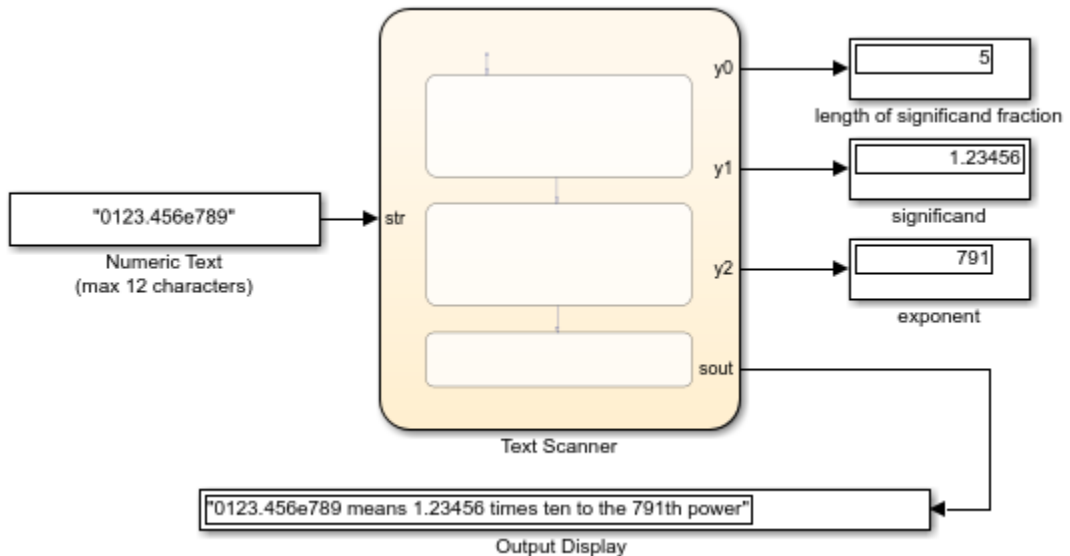 y0
5
length of significand fraction
y1
1.23456
significand
"0123.456e789"
str
Numeric Text
(max 12 characters)
y2
791
exponent
sout
Text Scanner
"0123.456e789 means 1.23456 times ten to the 791th power"
Output Display